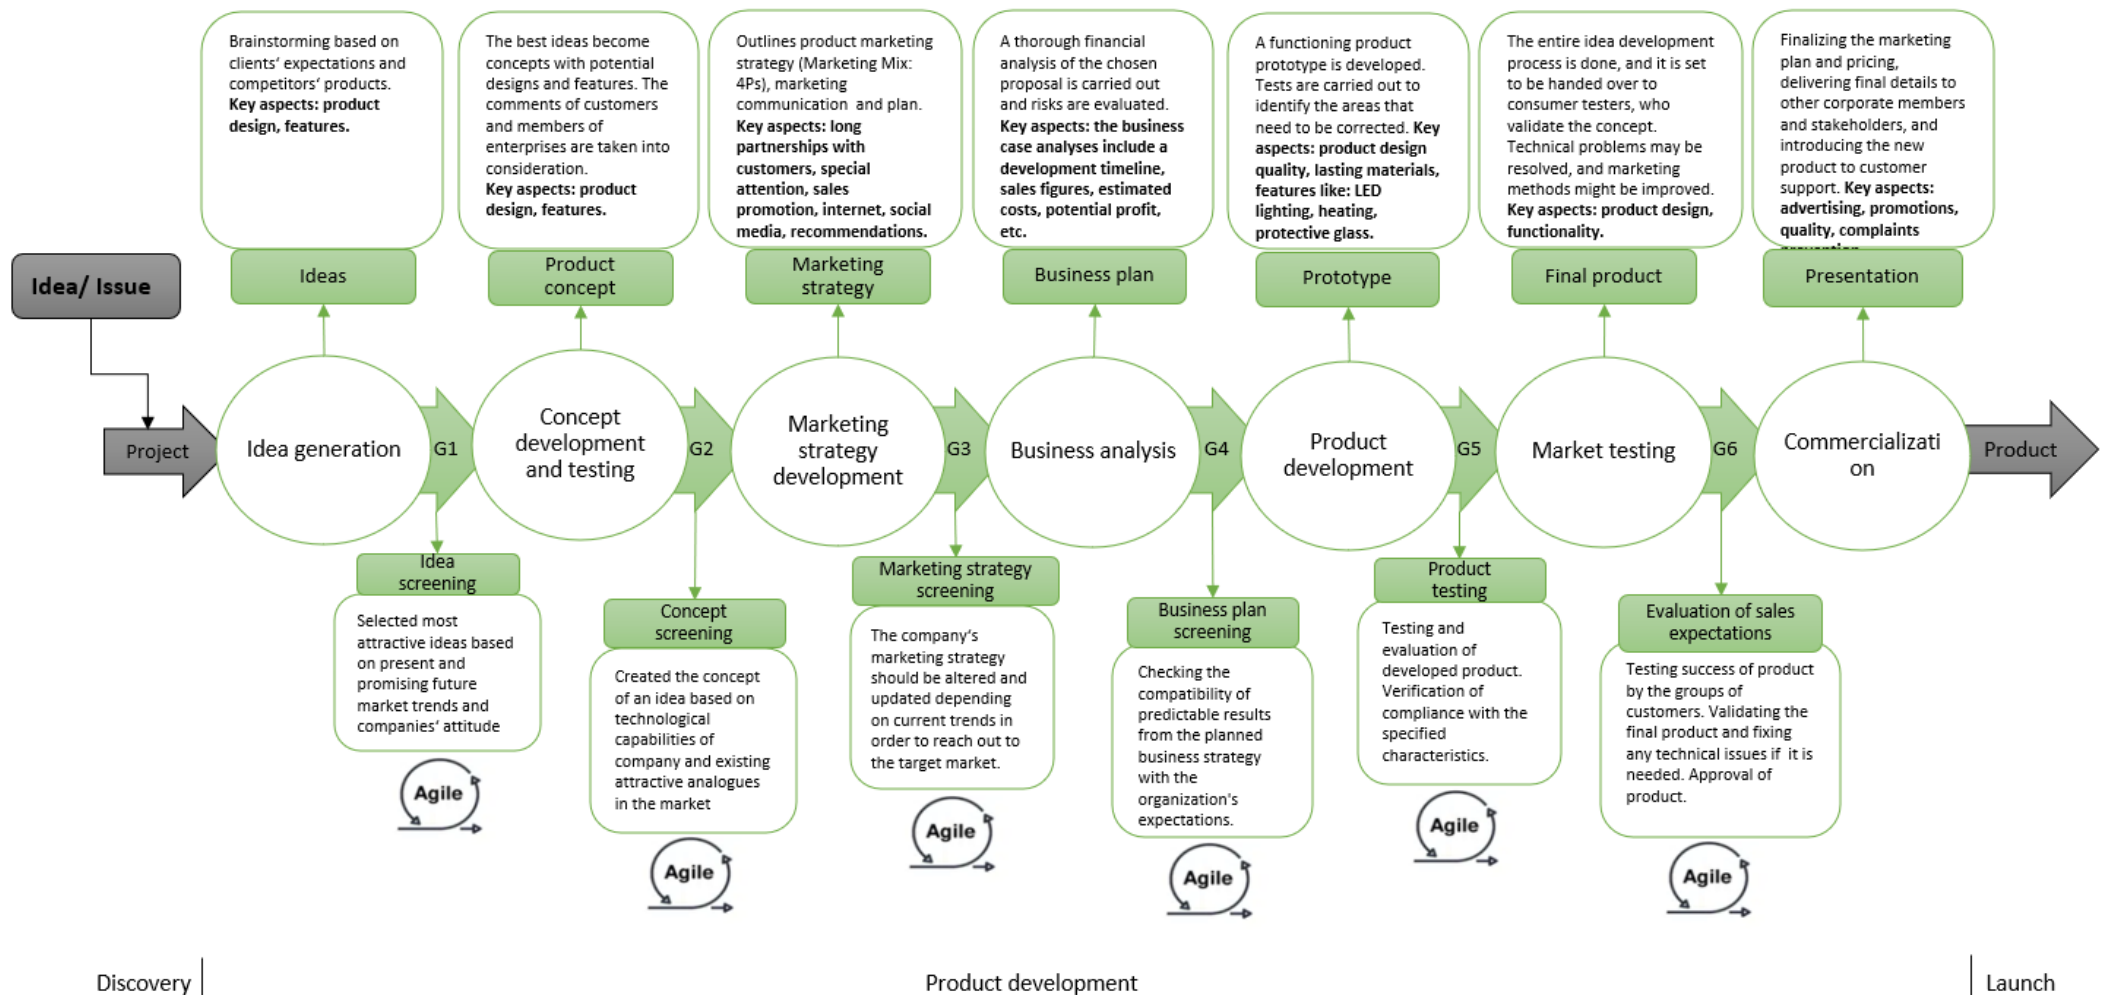 Brainstorming based on
clients' expectations and
competitors' products.
Key aspects: product
design, features.
The best ideas become
concepts with potential
designs and features. The
comments of customers
and members of
enterprises are taken into
consideration.
Key aspects: product
design, features.
Outlines product marketing
strategy (Marketing Mix:
4Ps), marketing
communication and plan.
Key aspects: long
partnerships with
customers, special
attention, sales
promotion, internet, social
media, recommendations.
A thorough financial
analysis of the chosen
proposal is carried out
and risks are evaluated.
Key aspects: the business
case analyses include a
development timeline,
sales figures, estimated
costs, potential profit,
etc.
A functioning product
prototype is developed.
Tests are carried out to
identify the areas that
need to be corrected. Key
aspects: product design
quality, lasting materials,
features like: LED
lighting, heating,
protective glass.
The entire idea development
process is done, and it is set
to be handed over to
consumer testers, who
validate the concept.
Technical problems may be
resolved, and marketing
methods might be improved.
Key aspects: product design,
functionality.
Finalizing the marketing
plan and pricing,
delivering final details to
other corporate members
and stakeholders, and
introducing the new
product to customer
support. Key aspects:
advertising, promotions,
quality, complaints
Idea/ Issue
Ideas
Product
concept
Marketing
strategy
Business plan
Prototype
Final product
Presentation
Project
Idea generation
G1
Concept
development
and testing
G2
Marketing
strategy
development
G3
Business analysis
G4
Product
development
G5
Market testing
G6
Commercializati
on
Product
Idea
screening
Selected most
attractive ideas based
on present and
promising future
market trends and
companies' attitude
Agile
Concept
screening
Created the concept
of an idea based on
technological
capabilities of
company and existing
attractive analogues
in the market
Agile
Marketing strategy
screening
The company's
marketing strategy
should be altered and
updated depending
on current trends in
order to reach out to
the target market.
Agile
Business plan
screening
Checking the
compatibility of
predictable results
from the planned
business strategy
with the
organization's
expectations.
Agile
Product
testing
Testing and
evaluation of
developed product.
Verification of
compliance with the
specified
characteristics.
Agile
Evaluation of sales
expectations
Testing success of product
by the groups of
customers. Validating the
final product and fixing
any technical issues if it is
needed. Approval of
product.
Agile
Discovery
Product development
Launch